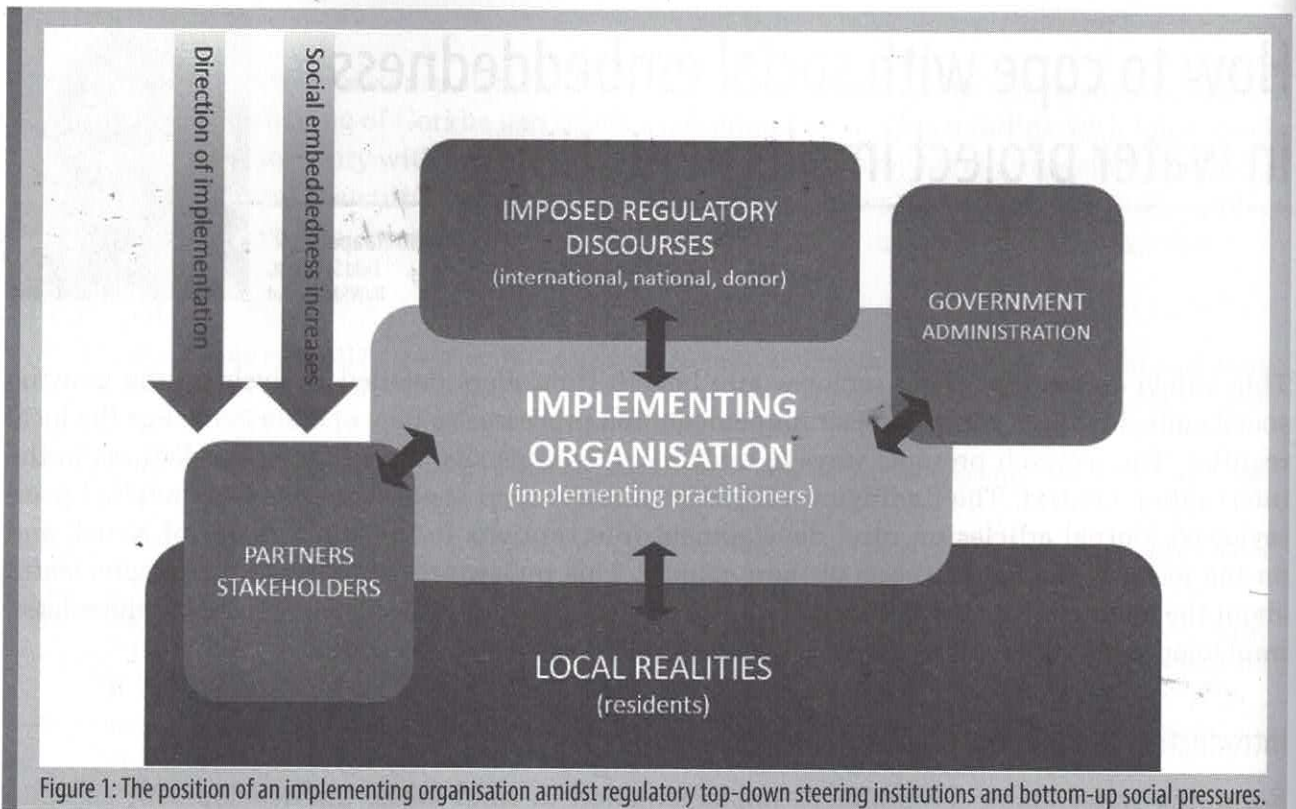 Direction of implementation
Social embeddedness increases
IMPOSED REGULATORY
DISCOURSES
(international, national, donor)
GOVERNMENT
ADMINISTRATION
IMPLEMENTING
ORGANISATION
(implementing practitioners)
PARTNERS
STAKEHOLDERS
LOCAL REALITIES
(residents)
Figure 1: The position of an implementing organisation amidst regulatory top-down steering institutions and bottom-up social pressures.